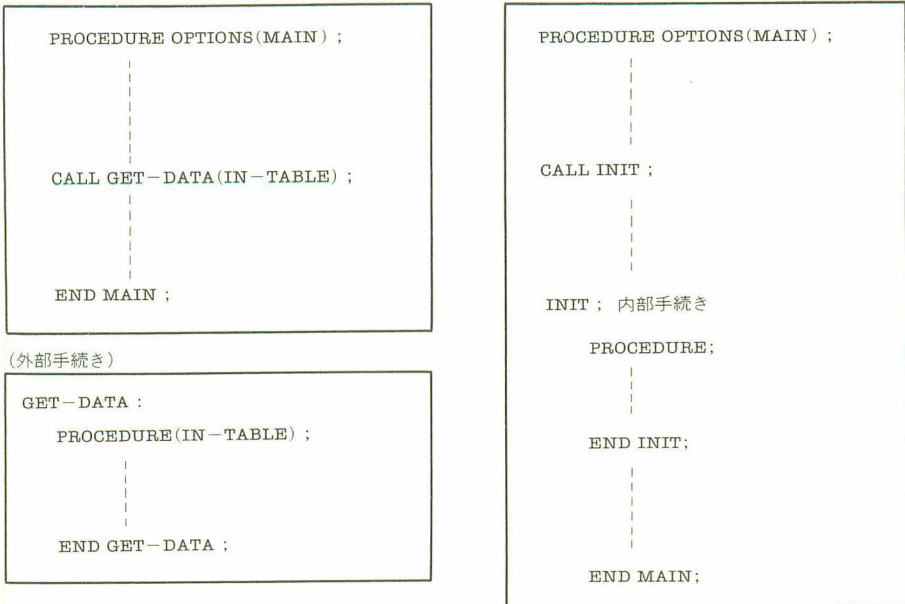 PROCEDURE OPTIONS(MAIN) ;
CALL GET－DATA(IN－TABLE) ;
END MAIN ;
(外部手続き)
GET－DATA :
PROCEDURE(IN－TABLE) ;
END GET－DATA ;
PROCEDURE OPTIONS(MAIN) ;
CALL INIT ;
INIT ; 内部手続き
PROCEDURE;
END INIT;
END MAIN;